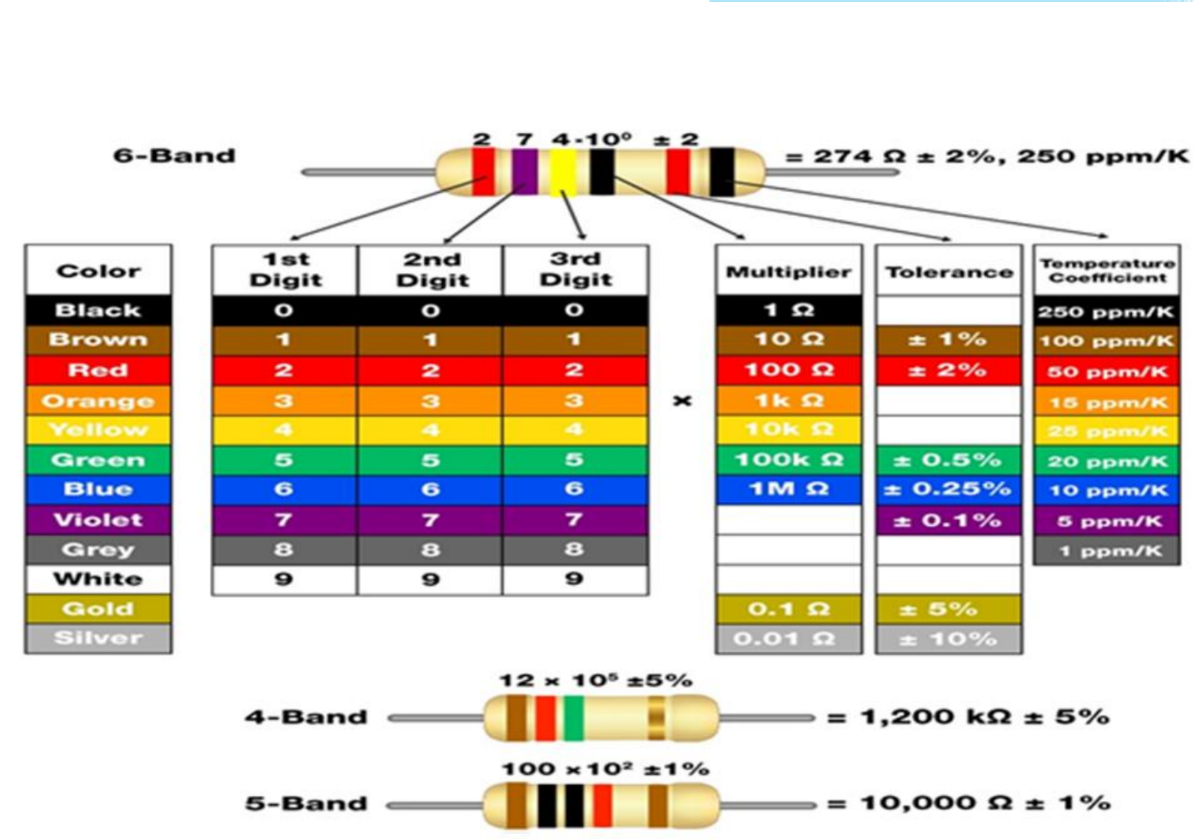 2 7 4·10⁰ ± 2
6-Band = 274 Ω ± 2%, 250 ppm/K
Color 1st Digit 2nd Digit 3rd Digit Multiplier Tolerance Temperature Coefficient
Black 0 0 0 1 Ω 250 ppm/K
Brown 1 1 1 10 Ω ± 1% 100 ppm/K
Red 2 2 2 100 Ω ± 2% 50 ppm/K
Orange 3 3 3 × 1k Ω 15 ppm/K
Yellow 4 4 4 10k Ω 25 ppm/K
Green 5 5 5 100k Ω ± 0.5% 20 ppm/K
Blue 6 6 6 1M Ω ± 0.25% 10 ppm/K
Violet 7 7 7 ± 0.1% 5 ppm/K
Grey 8 8 8 1 ppm/K
White 9 9 9
Gold 0.1 Ω ± 5%
Silver 0.01 Ω ± 10%
12 × 10⁵ ±5%
4-Band = 1,200 kΩ ± 5%
100 ×10² ±1%
5-Band = 10,000 Ω ± 1%